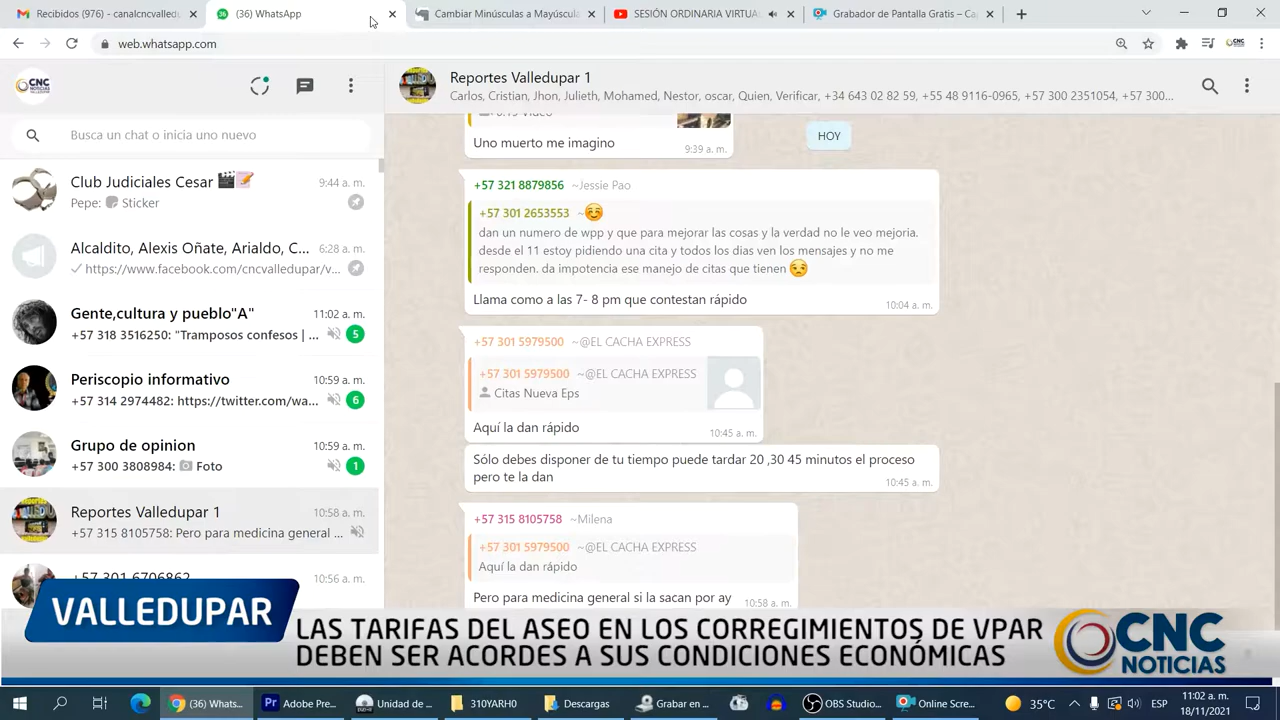 Recibidos (976) - canalcnvalledu
(36) WhatsApp
Cambiar Minúsculas a Mayúscula
SESIÓN ORDINARIA VIRTUA
Grabador de Pantalla Gratis – Ca
web.whatsapp.com
CNC
Reportes Valledupar 1
Carlos, Cristian, Jhon, Julieth, Mohamed, Nestor, oscar, Quien, Verificar, +34 643 02 82 59, +55 48 9116-0965, +57 300 2351054, +57 300...
Busca un chat o inicia uno nuevo
Club Judiciales Cesar 🎬📝
9:44 a. m.
Pepe: Sticker
Alcaldito, Alexis Oñate, Arialdo, C...
6:28 a. m.
https://www.facebook.com/cncvalledupar/v...
Gente,cultura y pueblo"A"
11:02 a. m.
+57 318 3516250: "Tramposos confesos | ...
5
Periscopio informativo
10:59 a. m.
+57 314 2974482: https://twitter.com/wa...
6
Grupo de opinion
10:59 a. m.
+57 300 3808984: Foto
1
Reportes Valledupar 1
10:58 a. m.
+57 315 8105758: Pero para medicina general ...
+57 301 6706862
10:56 a. m.
HOY
Uno muerto me imagino
9:39 a. m.
+57 321 8879856 ~Jessie Pao
+57 301 2653553 ~☺️
dan un numero de wpp y que para mejorar las cosas y la verdad no le veo mejoria.
desde el 11 estoy pidiendo una cita y todos los dias ven los mensajes y no me
responden. da impotencia ese manejo de citas que tienen 😒
Llama como a las 7- 8 pm que contestan rápido
10:04 a. m.
+57 301 5979500 ~@EL CACHA EXPRESS
+57 301 5979500 ~@EL CACHA EXPRESS
Citas Nueva Eps
Aquí la dan rápido
10:45 a. m.
Sólo debes disponer de tu tiempo puede tardar 20 ,30 45 minutos el proceso
pero te la dan
10:45 a. m.
+57 315 8105758 ~Milena
+57 301 5979500 ~@EL CACHA EXPRESS
Aquí la dan rápido
Pero para medicina general si la sacan por ay
10:58 a. m.
VALLEDUPAR
LAS TARIFAS DEL ASEO EN LOS CORREGIMIENTOS DE VPAR
DEBEN SER ACORDES A SUS CONDICIONES ECONÓMICAS
CNC
NOTICIAS
(36) Whats...
Adobe Pre...
Unidad de ...
310YARH0
Descargas
Grabar en ...
OBS Studio...
Online Scre...
35°C
ESP
11:02 a. m.
18/11/2021